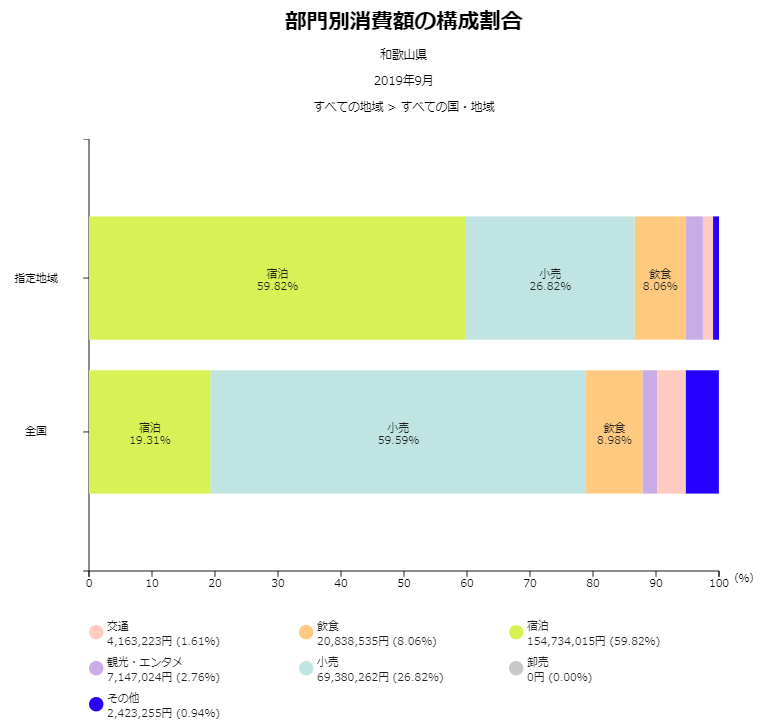 部門別消費額の構成割合
和歌山県
2019年9月
すべての地域 > すべての国・地域
指定地域
宿泊
59.82%
小売
26.82%
飲食
8.06%
全国
宿泊
19.31%
小売
59.59%
飲食
8.98%
0 10 20 30 40 50 60 70 80 90 100 (%)
交通
4,163,223円 (1.61%)
飲食
20,838,535円 (8.06%)
宿泊
154,734,015円 (59.82%)
観光・エンタメ
7,147,024円 (2.76%)
小売
69,380,262円 (26.82%)
卸売
0円 (0.00%)
その他
2,423,255円 (0.94%)